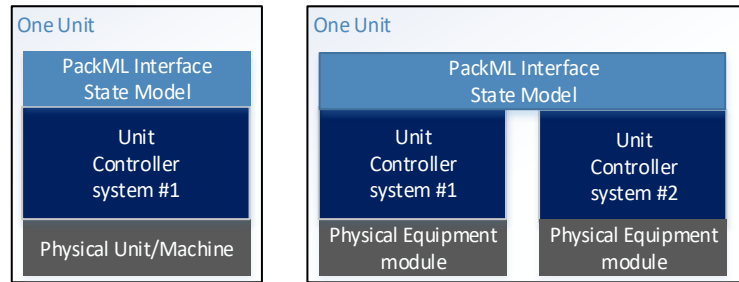 One Unit
PackML Interface
State Model
Unit
Controller
system #1
Physical Unit/Machine
One Unit
PackML Interface
State Model
Unit
Controller
system #1
Physical Equipment
module
Unit
Controller
system #2
Physical Equipment
module